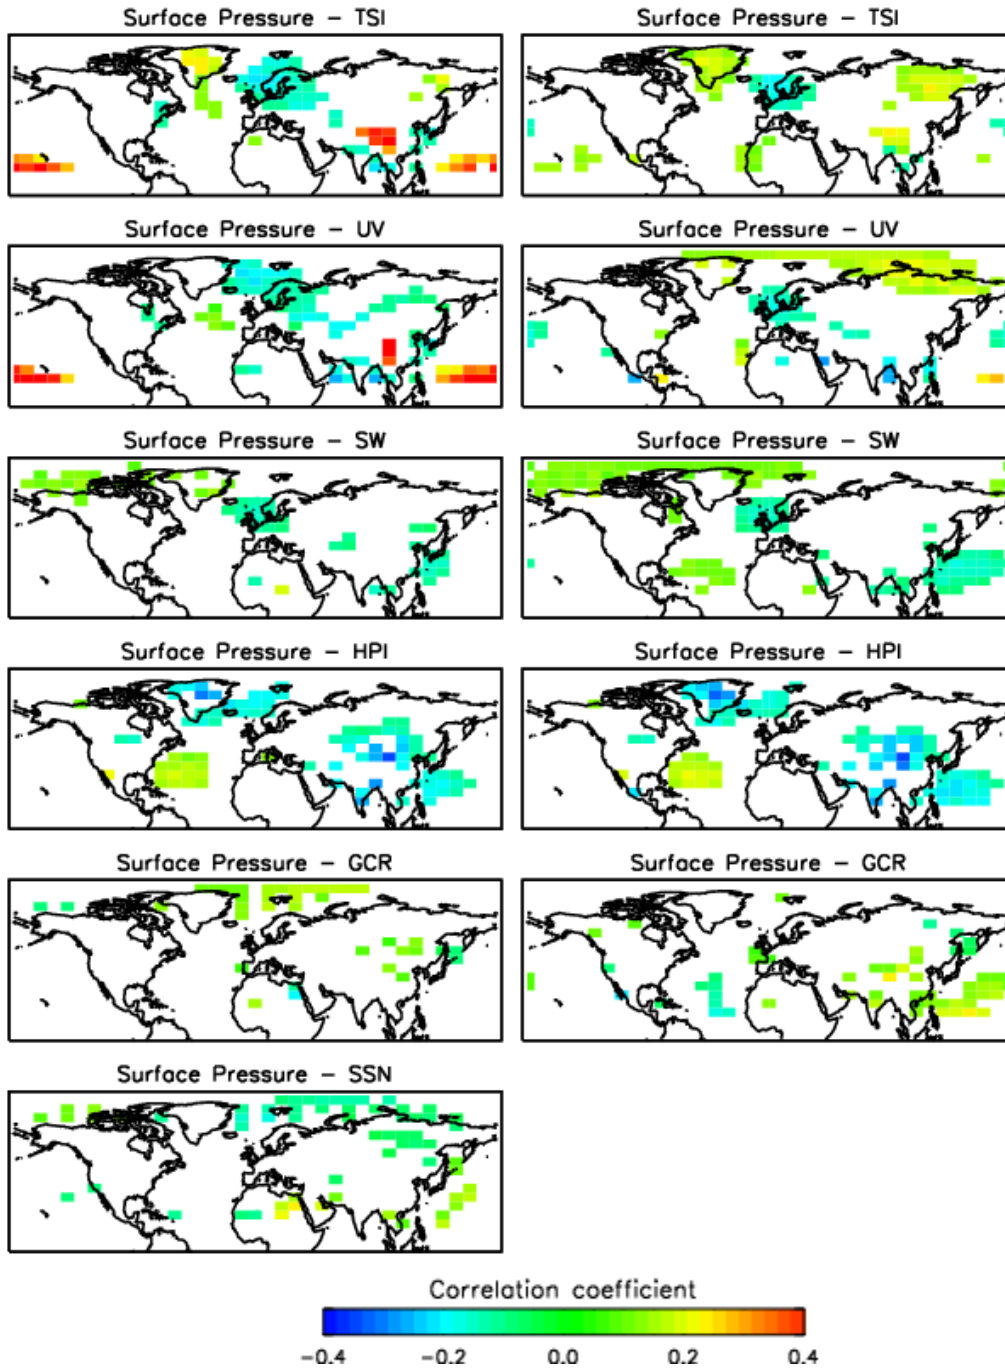 Surface Pressure - TSI
Surface Pressure - TSI
Surface Pressure - UV
Surface Pressure - UV
Surface Pressure - SW
Surface Pressure - SW
Surface Pressure - HPI
Surface Pressure - HPI
Surface Pressure - GCR
Surface Pressure - GCR
Surface Pressure - SSN
Correlation coefficient
-0.4 -0.2 0.0 0.2 0.4